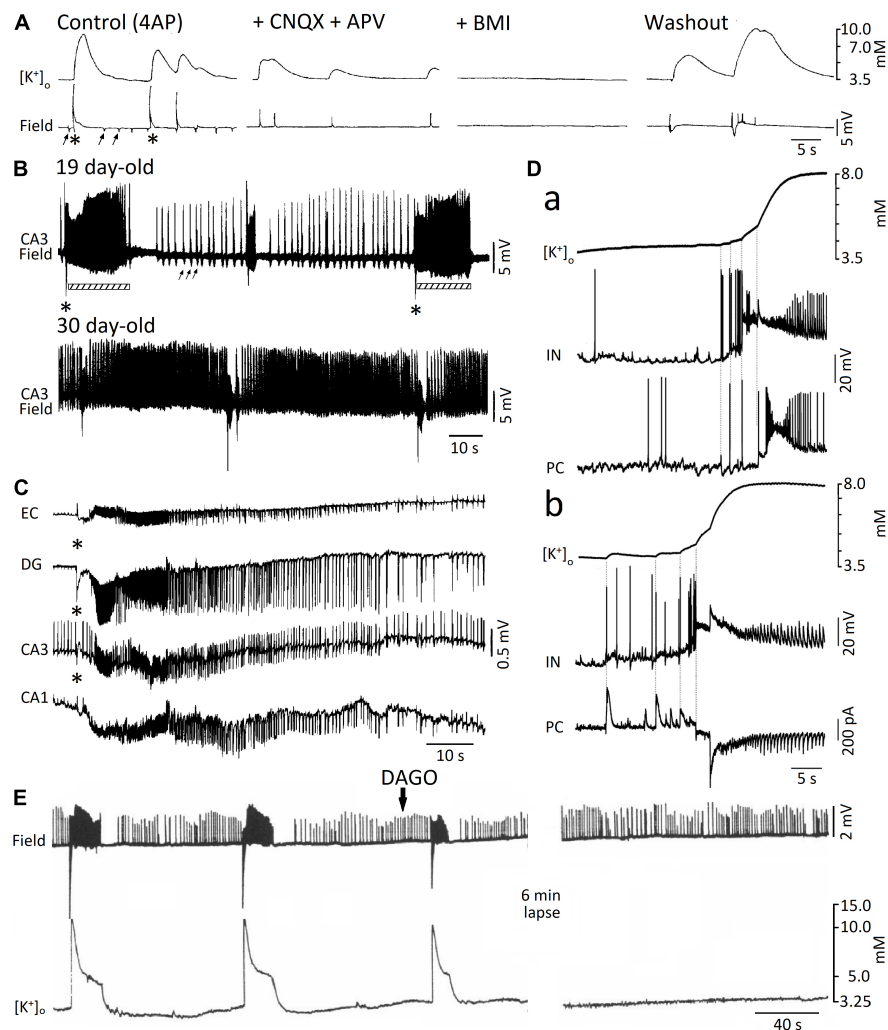 A
Control (4AP)
+ CNQX + APV
+ BMI
Washout
[K+]o
10.0
7.0
3.5
mM
Field
*
*
5 mV
5 s
B
19 day-old
CA3
Field
5 mV
*
*
30 day-old
CA3
Field
5 mV
10 s
C
EC
*
DG
*
CA3
*
0.5 mV
CA1
10 s
D
a
8.0
3.5
mM
[K+]o
IN
20 mV
PC
b
8.0
3.5
mM
[K+]o
IN
20 mV
PC
200 pA
5 s
E
DAGO
Field
2 mV
6 min
lapse
15.0
10.0
5.0
3.25
mM
[K+]o
40 s